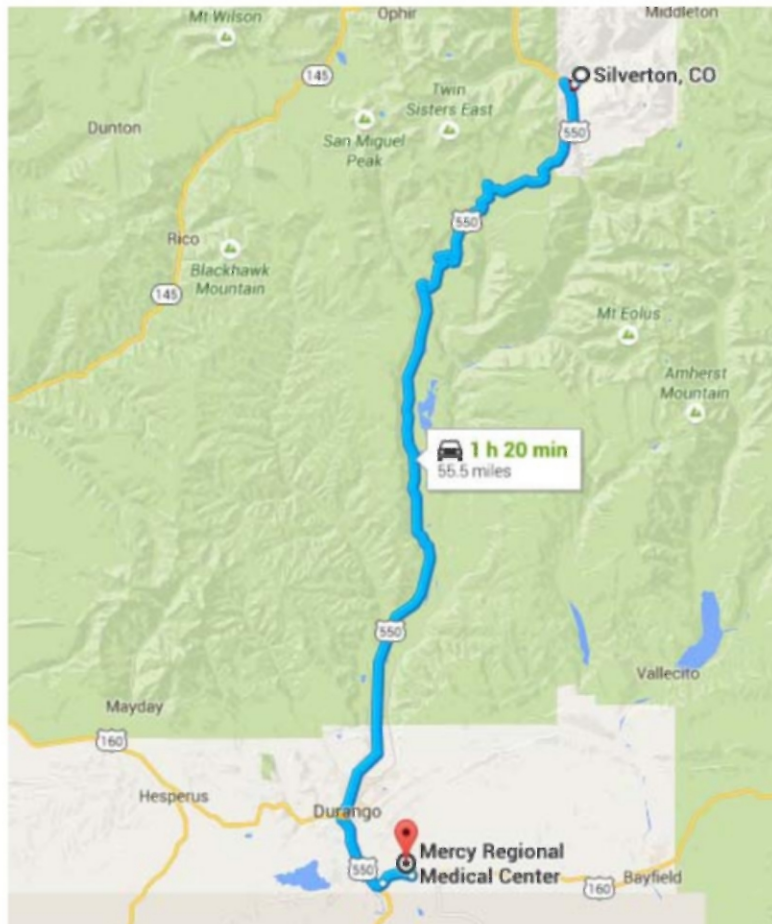 Mt Wilson
Ophir
Middleton
145
Silverton, CO
Twin
Sisters East
Dunton
San Miguel
Peak
550
550
Rico
Blackhawk
Mountain
145
Mt Eolus
Amherst
Mountain
1 h 20 min
55.5 miles
550
Vallecito
Mayday
160
Hesperus
Durango
Mercy Regional
Medical Center
550
160
Bayfield